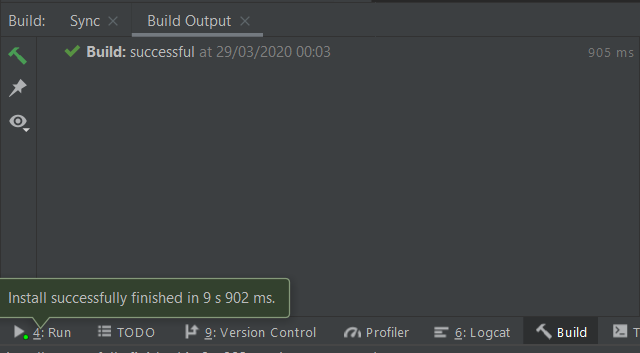 Build: Sync Build Output
Build: successful at 29/03/2020 00:03 905 ms
Install successfully finished in 9 s 902 ms.
4: Run TODO 9: Version Control Profiler 6: Logcat Build T